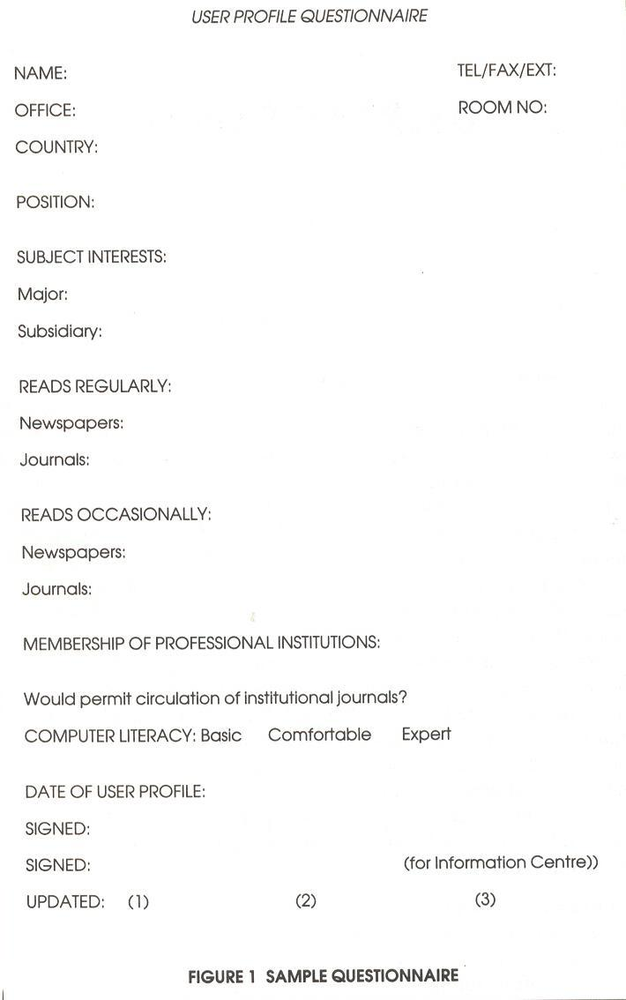 USER PROFILE QUESTIONNAIRE
NAME: TEL/FAX/EXT:
OFFICE: ROOM NO:
COUNTRY:
POSITION:
SUBJECT INTERESTS:
Major:
Subsidiary:
READS REGULARLY:
Newspapers:
Journals:
READS OCCASIONALLY:
Newspapers:
Journals:
MEMBERSHIP OF PROFESSIONAL INSTITUTIONS:
Would permit circulation of institutional journals?
COMPUTER LITERACY: Basic Comfortable Expert
DATE OF USER PROFILE:
SIGNED:
SIGNED: (for Information Centre))
UPDATED: (1) (2) (3)
FIGURE 1 SAMPLE QUESTIONNAIRE